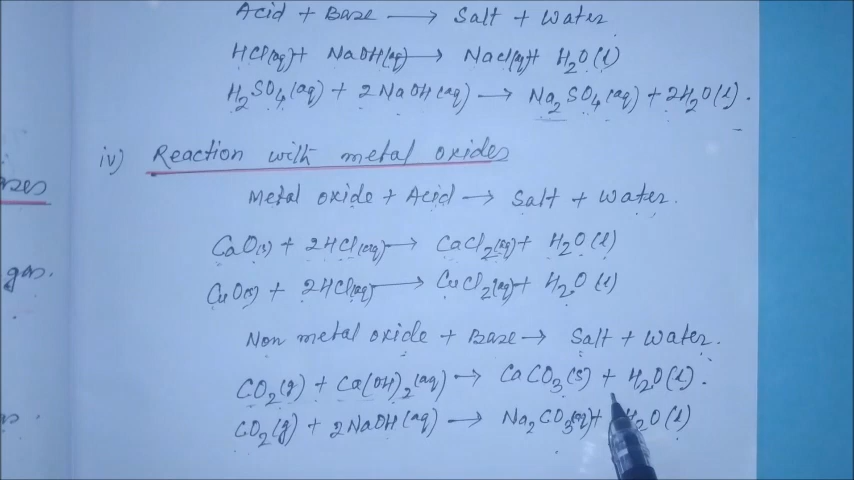 Acid + Base → Salt + Water
HCl(aq) + NaOH(aq) → NaCl(aq) + H₂O(l)
H₂SO₄(aq) + 2NaOH(aq) → Na₂SO₄(aq) + 2H₂O(l).
iv) Reaction with metal oxides
Metal oxide + Acid → Salt + Water.
CaO(s) + 2HCl(aq) → CaCl₂(aq) + H₂O(l)
CuO(s) + 2HCl(aq) → CuCl₂(aq) + H₂O(l)
gas.
Non metal oxide + Base → Salt + Water.
CO₂(g) + Ca(OH)₂(aq) → CaCO₃(s) + H₂O(l).
CO₂(g) + 2NaOH(aq) → Na₂CO₃(aq) + H₂O(l)